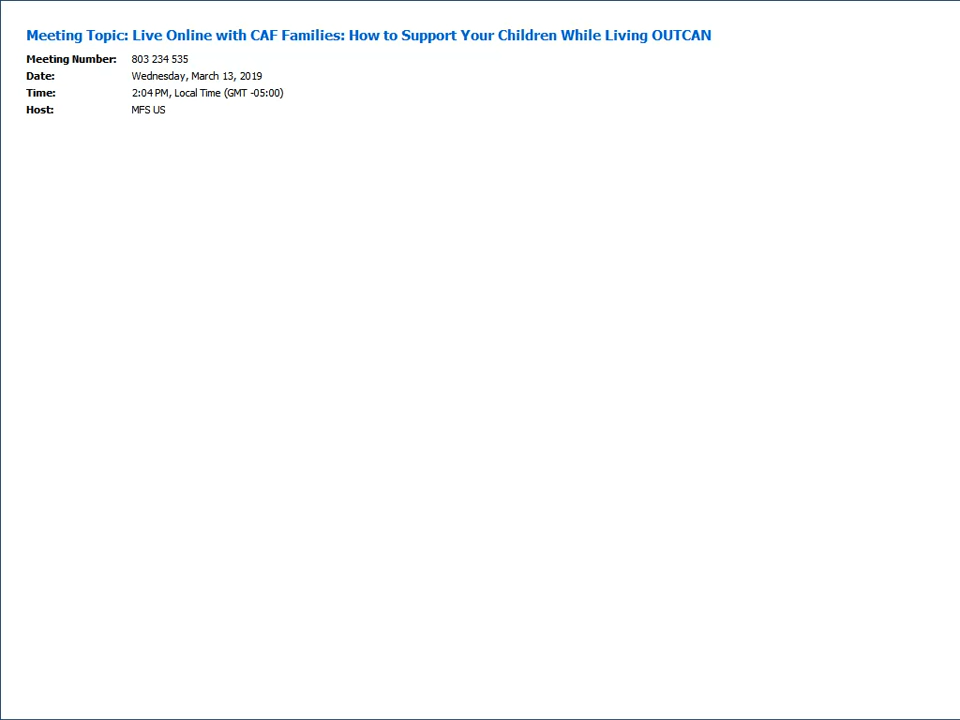 Meeting Topic: Live Online with CAF Families: How to Support Your Children While Living OUTCAN
Meeting Number: 803 234 535
Date: Wednesday, March 13, 2019
Time: 2:04 PM, Local Time (GMT -05:00)
Host: MFS US